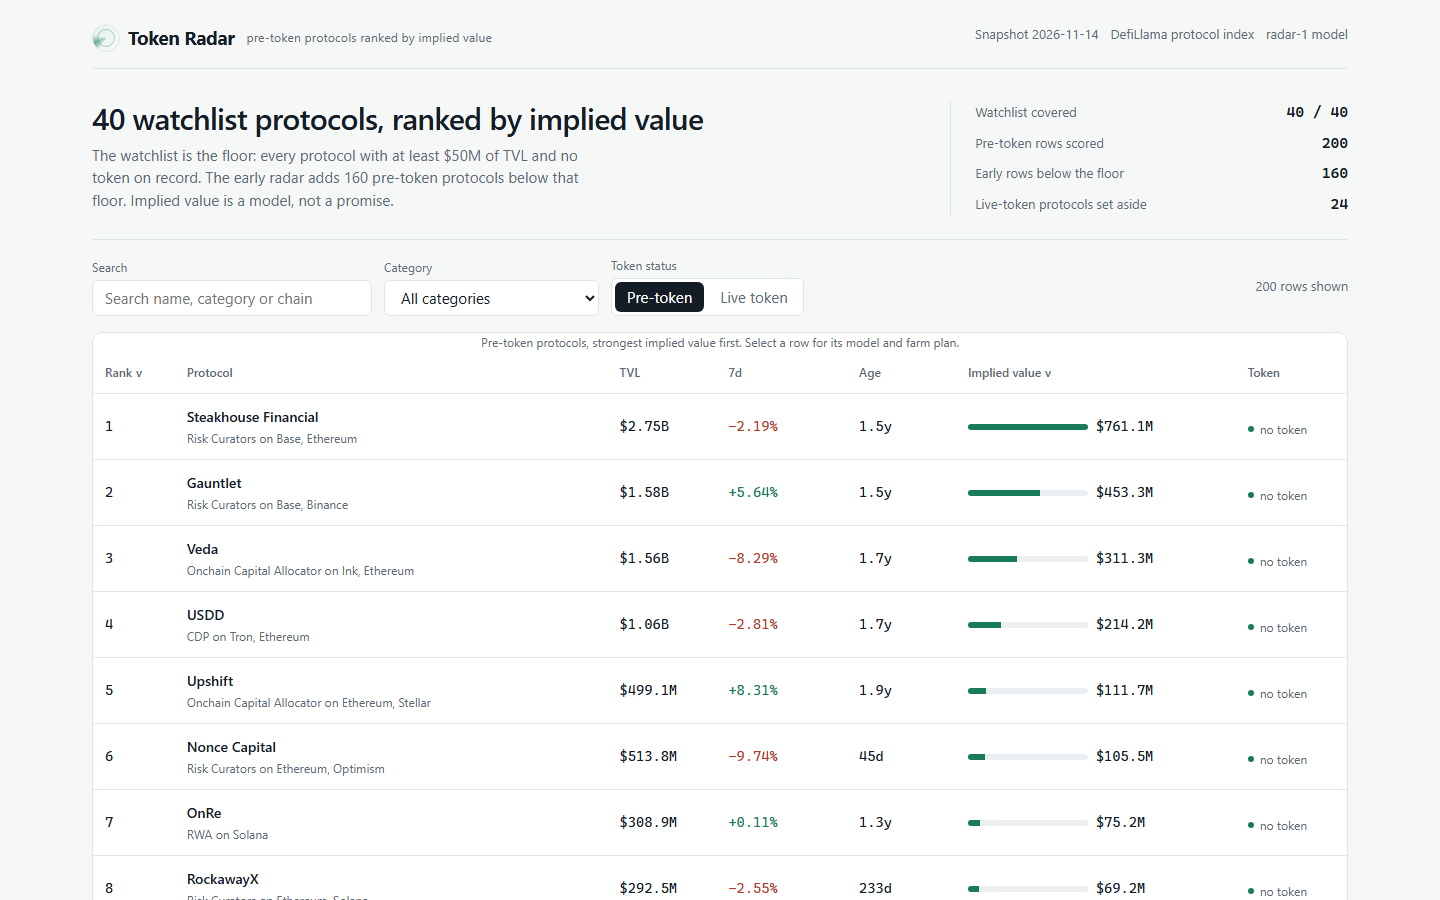 Token Radar pre-token protocols ranked by implied value
Snapshot 2026-11-14 DefiLlama protocol index radar-1 model
40 watchlist protocols, ranked by implied value
The watchlist is the floor: every protocol with at least $50M of TVL and no
token on record. The early radar adds 160 pre-token protocols below that
floor. Implied value is a model, not a promise.
Watchlist covered 40 / 40
Pre-token rows scored 200
Early rows below the floor 160
Live-token protocols set aside 24
Search
Search name, category or chain
Category
All categories
Token status
Pre-token Live token
200 rows shown
Pre-token protocols, strongest implied value first. Select a row for its model and farm plan.
Rank v Protocol TVL 7d Age Implied value v Token
1 Steakhouse Financial $2.75B −2.19% 1.5y $761.1M no token
Risk Curators on Base, Ethereum
2 Gauntlet $1.58B +5.64% 1.5y $453.3M no token
Risk Curators on Base, Binance
3 Veda $1.56B −8.29% 1.7y $311.3M no token
Onchain Capital Allocator on Ink, Ethereum
4 USDD $1.06B −2.81% 1.7y $214.2M no token
CDP on Tron, Ethereum
5 Upshift $499.1M +8.31% 1.9y $111.7M no token
Onchain Capital Allocator on Ethereum, Stellar
6 Nonce Capital $513.8M −9.74% 45d $105.5M no token
Risk Curators on Ethereum, Optimism
7 OnRe $308.9M +0.11% 1.3y $75.2M no token
RWA on Solana
8 RockawayX $292.5M −2.55% 233d $69.2M no token
Risk Curators on Ethereum, Solana